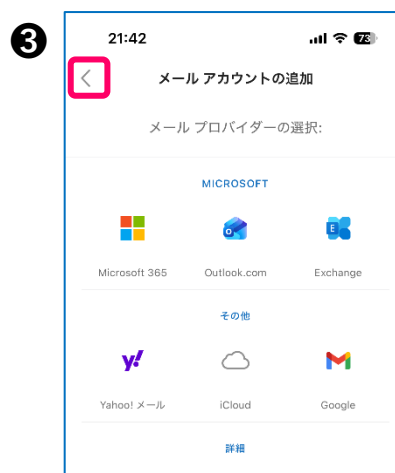 ❸
21:42
73
メール アカウントの追加
メール プロバイダーの選択:
MICROSOFT
Microsoft 365 Outlook.com Exchange
その他
Yahoo! メール iCloud Google
詳細